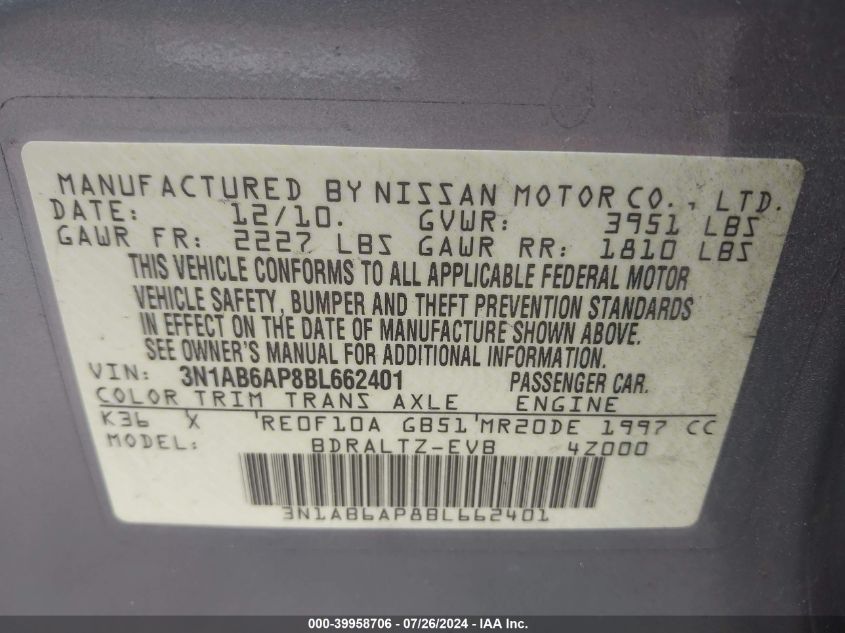 MANUFACTURED BY NISSAN MOTOR CO., LTD.
DATE: 12/10. GVWR: 3951 LBS
GAWR FR: 2227 LBS GAWR RR: 1810 LBS
THIS VEHICLE CONFORMS TO ALL APPLICABLE FEDERAL MOTOR
VEHICLE SAFETY, BUMPER AND THEFT PREVENTION STANDARDS
IN EFFECT ON THE DATE OF MANUFACTURE SHOWN ABOVE.
SEE OWNER'S MANUAL FOR ADDITIONAL INFORMATION.
VIN: 3N1AB6AP8BL662401 PASSENGER CAR.
COLOR TRIM TRANS AXLE ENGINE
K36 X 'RE0F10A GB51'MR20DE 1997 CC
MODEL: BDRALTZ-EVB 4Z000
3N1AB6AP8BL662401
000-39958706 - 07/26/2024 - IAA Inc.